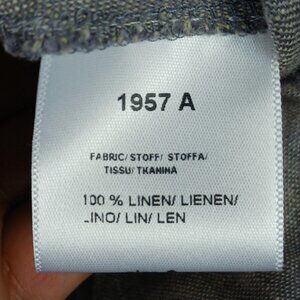 1957 A
FABRIC/ STOFF/ STOFFA/
TISSU/ TKANINA
100 % LINEN/ LIENEN/
LINO/ LIN/ LEN